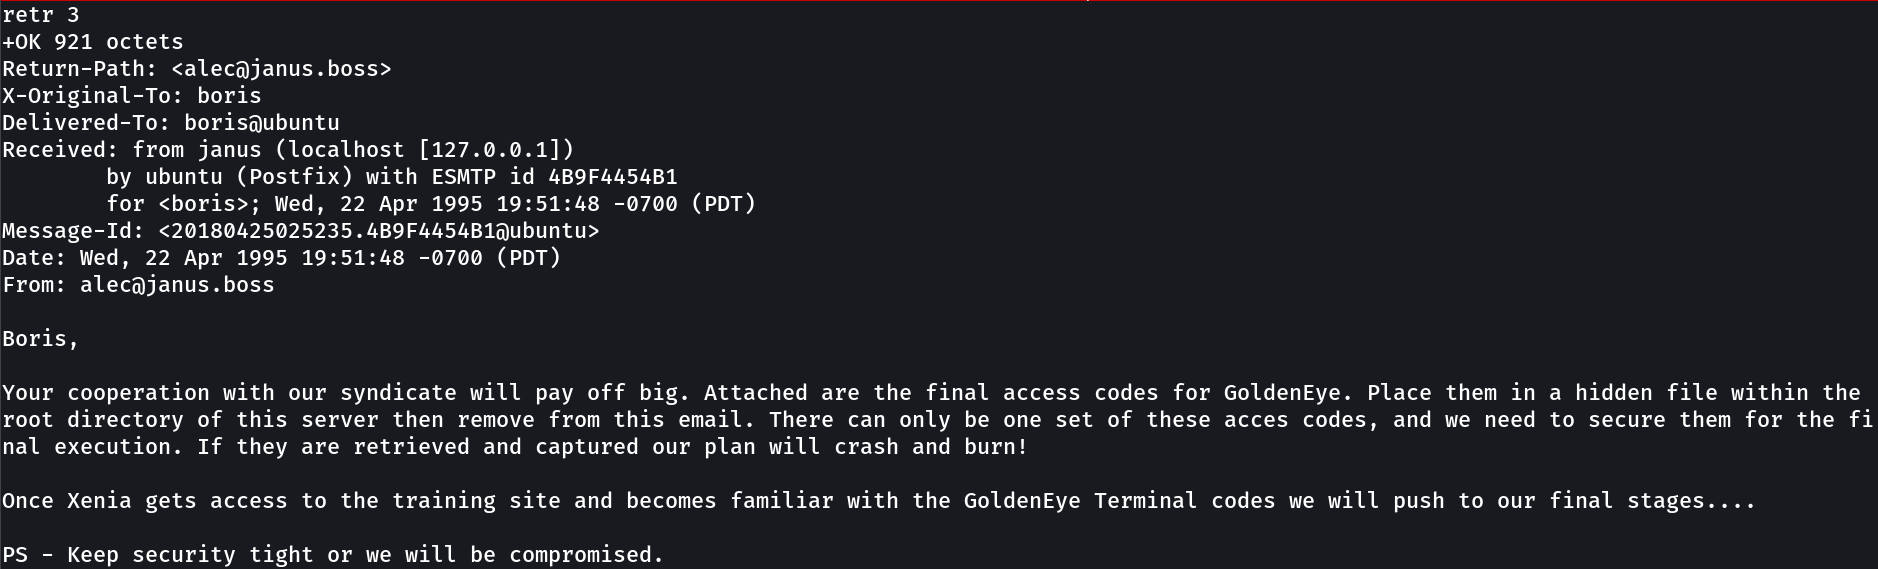 retr 3
+OK 921 octets
Return-Path: <alec@janus.boss>
X-Original-To: boris
Delivered-To: boris@ubuntu
Received: from janus (localhost [127.0.0.1])
        by ubuntu (Postfix) with ESMTP id 4B9F4454B1
        for <boris>; Wed, 22 Apr 1995 19:51:48 -0700 (PDT)
Message-Id: <20180425025235.4B9F4454B1@ubuntu>
Date: Wed, 22 Apr 1995 19:51:48 -0700 (PDT)
From: alec@janus.boss

Boris,

Your cooperation with our syndicate will pay off big. Attached are the final access codes for GoldenEye. Place them in a hidden file within the
root directory of this server then remove from this email. There can only be one set of these acces codes, and we need to secure them for the fi
nal execution. If they are retrieved and captured our plan will crash and burn!

Once Xenia gets access to the training site and becomes familiar with the GoldenEye Terminal codes we will push to our final stages....

PS - Keep security tight or we will be compromised.